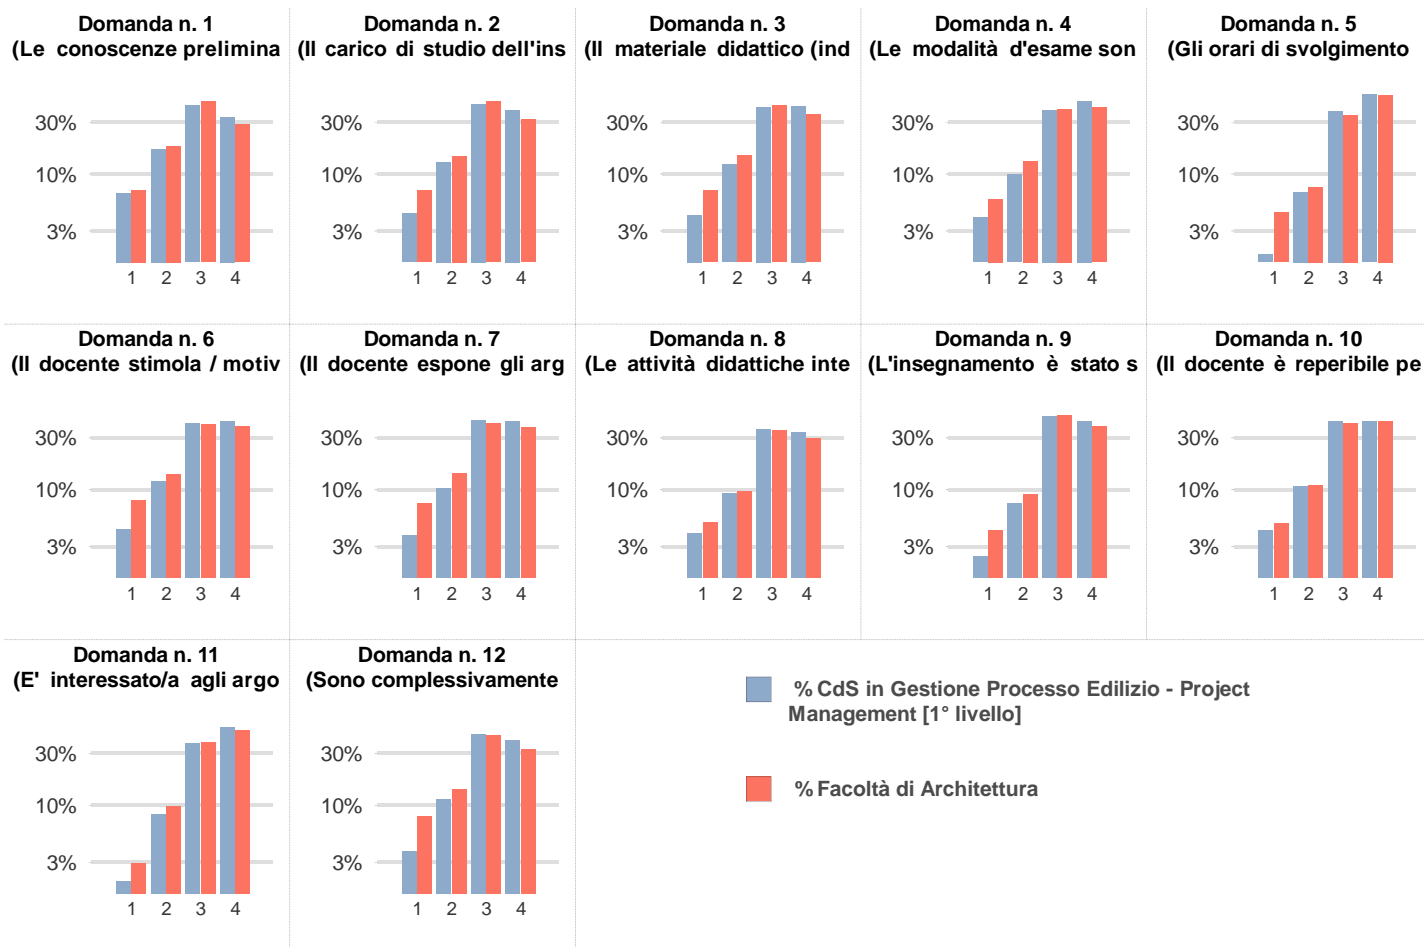 Domanda n. 1
(Le conoscenze prelimina
30%
10%
3%
1 2 3 4
Domanda n. 2
(Il carico di studio dell'ins
30%
10%
3%
1 2 3 4
Domanda n. 3
(Il materiale didattico (ind
30%
10%
3%
1 2 3 4
Domanda n. 4
(Le modalità d'esame son
30%
10%
3%
1 2 3 4
Domanda n. 5
(Gli orari di svolgimento
30%
10%
3%
1 2 3 4
Domanda n. 6
(Il docente stimola / motiv
30%
10%
3%
1 2 3 4
Domanda n. 7
(Il docente espone gli arg
30%
10%
3%
1 2 3 4
Domanda n. 8
(Le attività didattiche inte
30%
10%
3%
1 2 3 4
Domanda n. 9
(L'insegnamento è stato s
30%
10%
3%
1 2 3 4
Domanda n. 10
(Il docente è reperibile pe
30%
10%
3%
1 2 3 4
Domanda n. 11
(E' interessato/a agli argo
30%
10%
3%
1 2 3 4
Domanda n. 12
(Sono complessivamente
30%
10%
3%
1 2 3 4
% CdS in Gestione Processo Edilizio - Project
Management [1° livello]
% Facoltà di Architettura